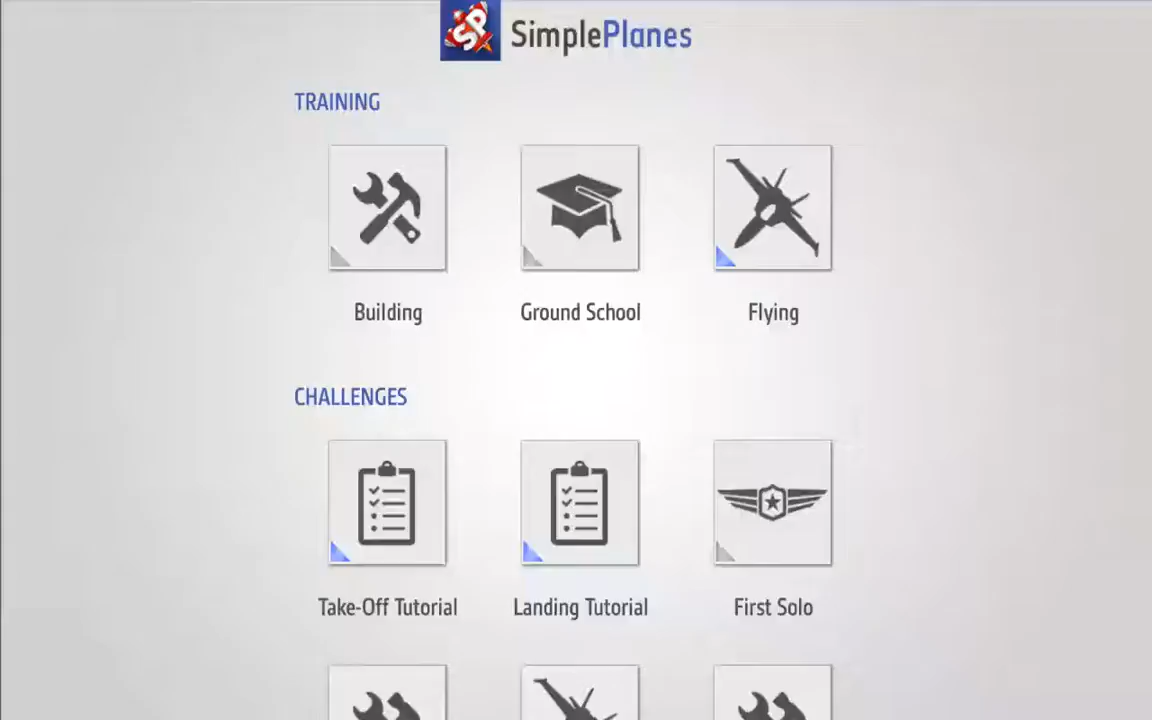 SP
SimplePlanes
TRAINING
Building
Ground School
Flying
CHALLENGES
Take-Off Tutorial
Landing Tutorial
First Solo